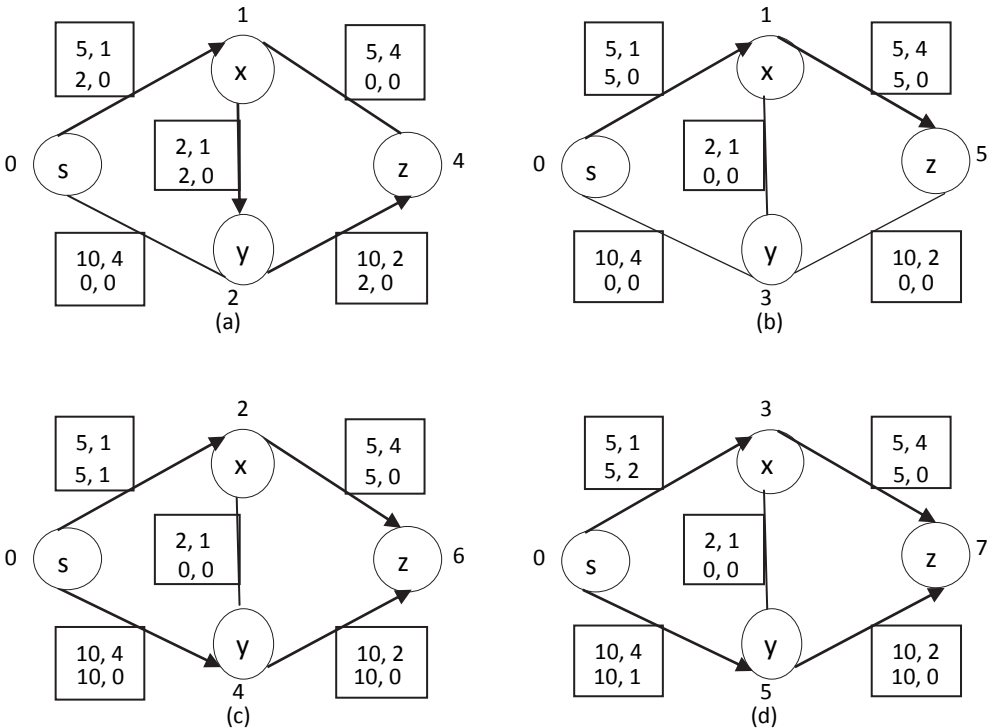 1
5, 1
2, 0
x
5, 4
0, 0
0
s
2, 1
2, 0
z
4
10, 4
0, 0
y
10, 2
2, 0
2
(a)
1
5, 1
5, 0
x
5, 4
5, 0
0
s
2, 1
0, 0
z
5
10, 4
0, 0
y
10, 2
0, 0
3
(b)
2
5, 1
5, 1
x
5, 4
5, 0
0
s
2, 1
0, 0
z
6
10, 4
10, 0
y
10, 2
10, 0
4
(c)
3
5, 1
5, 2
x
5, 4
5, 0
0
s
2, 1
0, 0
z
7
10, 4
10, 1
y
10, 2
10, 0
5
(d)